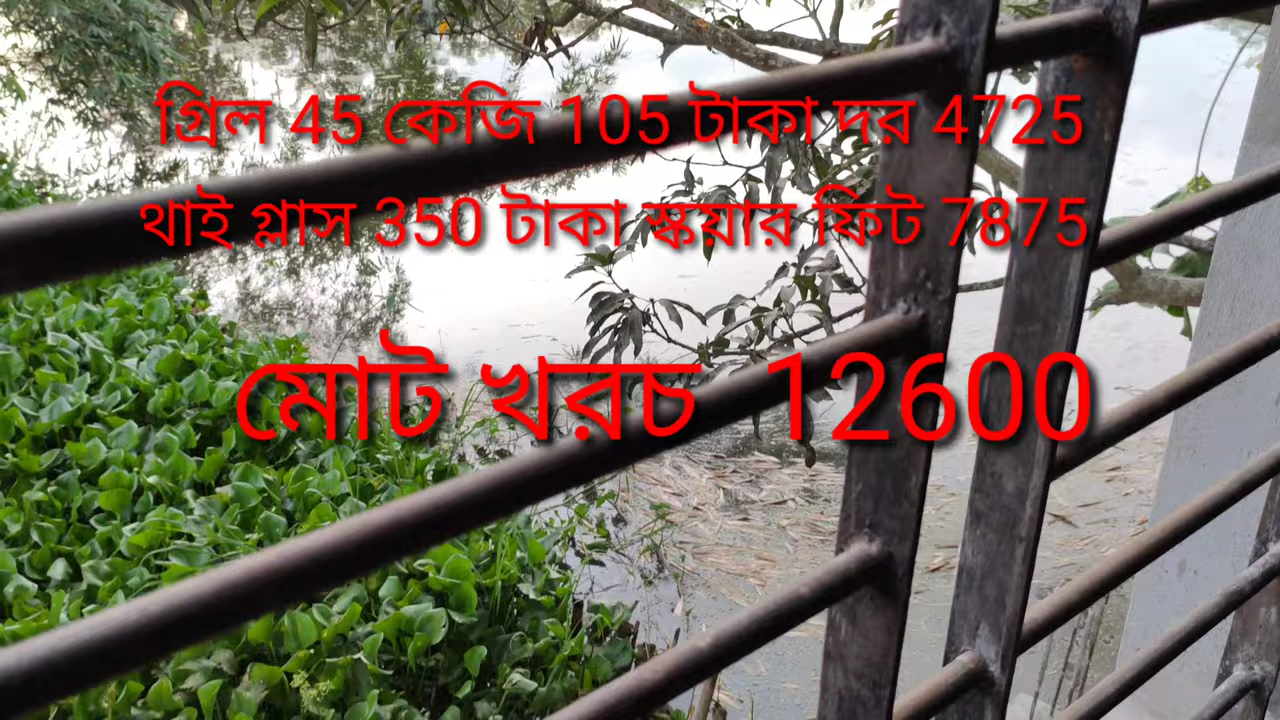 গ্রিল 45 কেজি 105 টাকা দর 4725
থাই গ্লাস 350 টাকা স্কয়ার ফিট 7875
মোট খরচ 12600